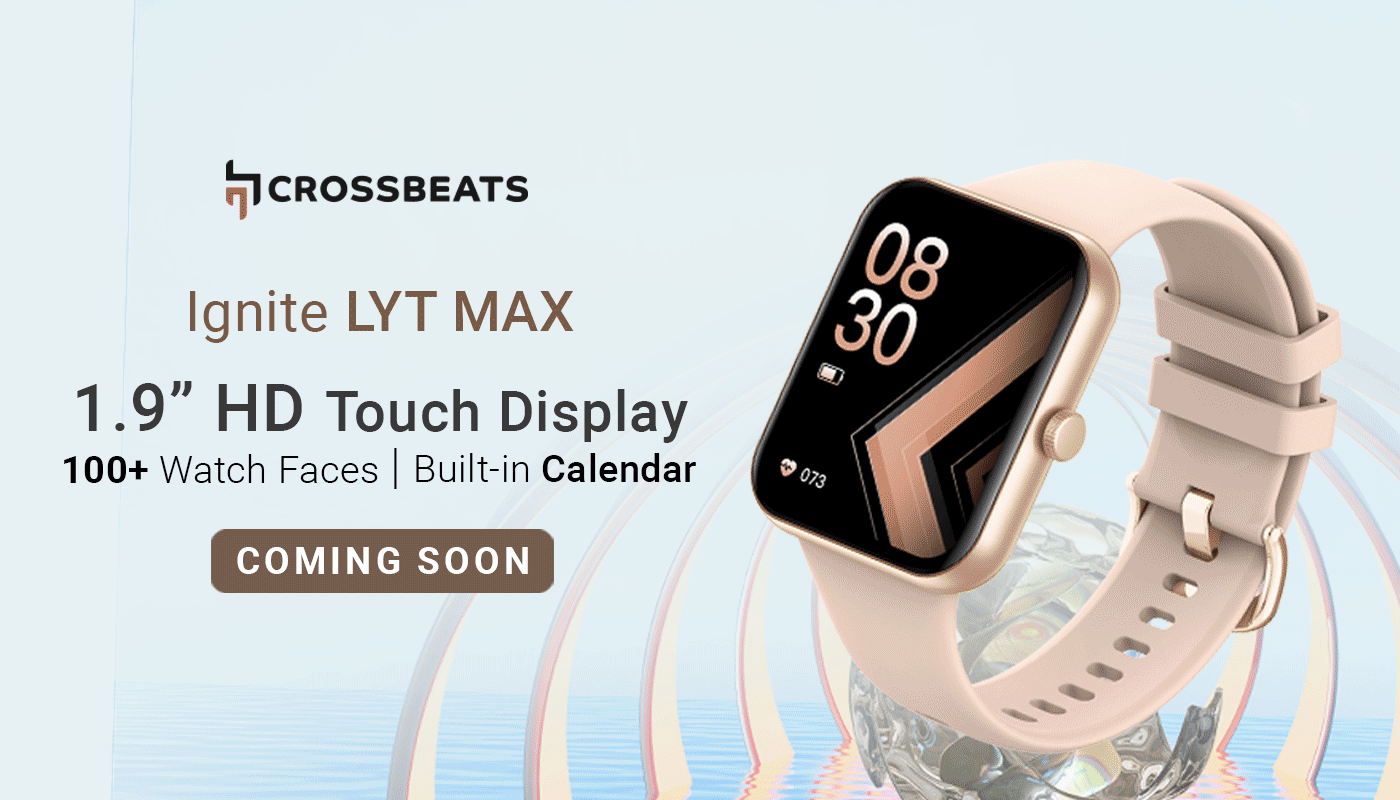 CROSSBEATS
Ignite LYT MAX
1.9” HD Touch Display
100+ Watch Faces | Built-in Calendar
COMING SOON
08
30
073